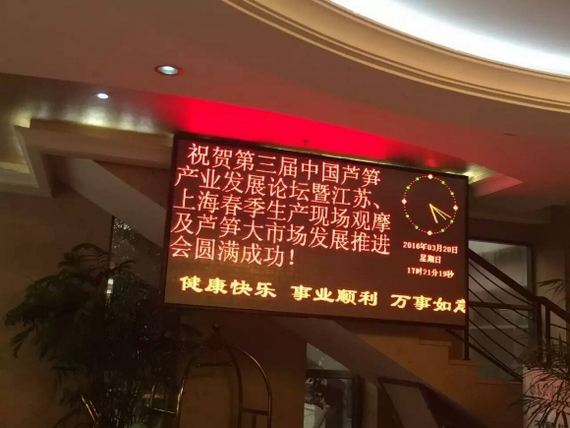 祝贺第三届中国芦笋
产业发展论坛暨江苏、
上海春季生产现场观摩
及芦笋大市场发展推进
会圆满成功！
2016年03月20日
星期日
17时21分19秒
健康快乐 事业顺利 万事如意